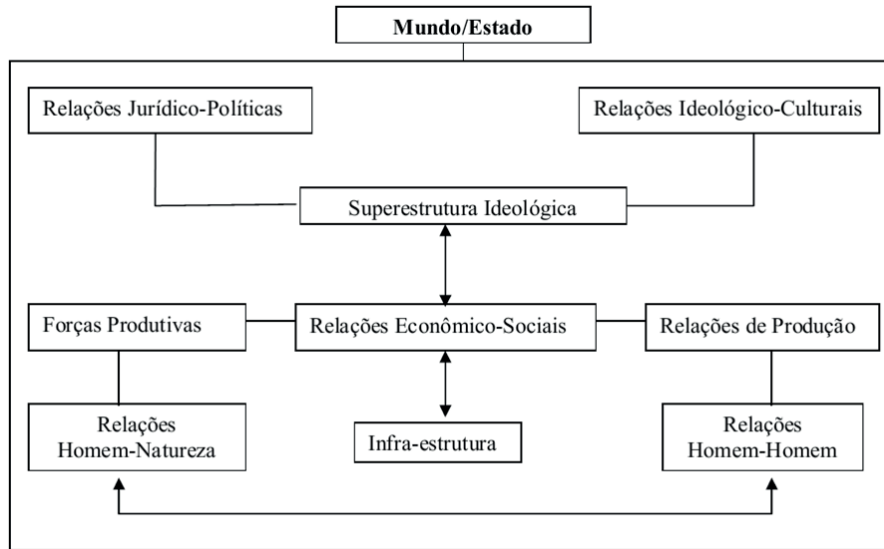 Mundo/Estado
Relações Jurídico-Políticas
Relações Ideológico-Culturais
Superestrutura Ideológica
Forças Produtivas
Relações Econômico-Sociais
Relações de Produção
Relações
Homem-Natureza
Infra-estrutura
Relações
Homem-Homem